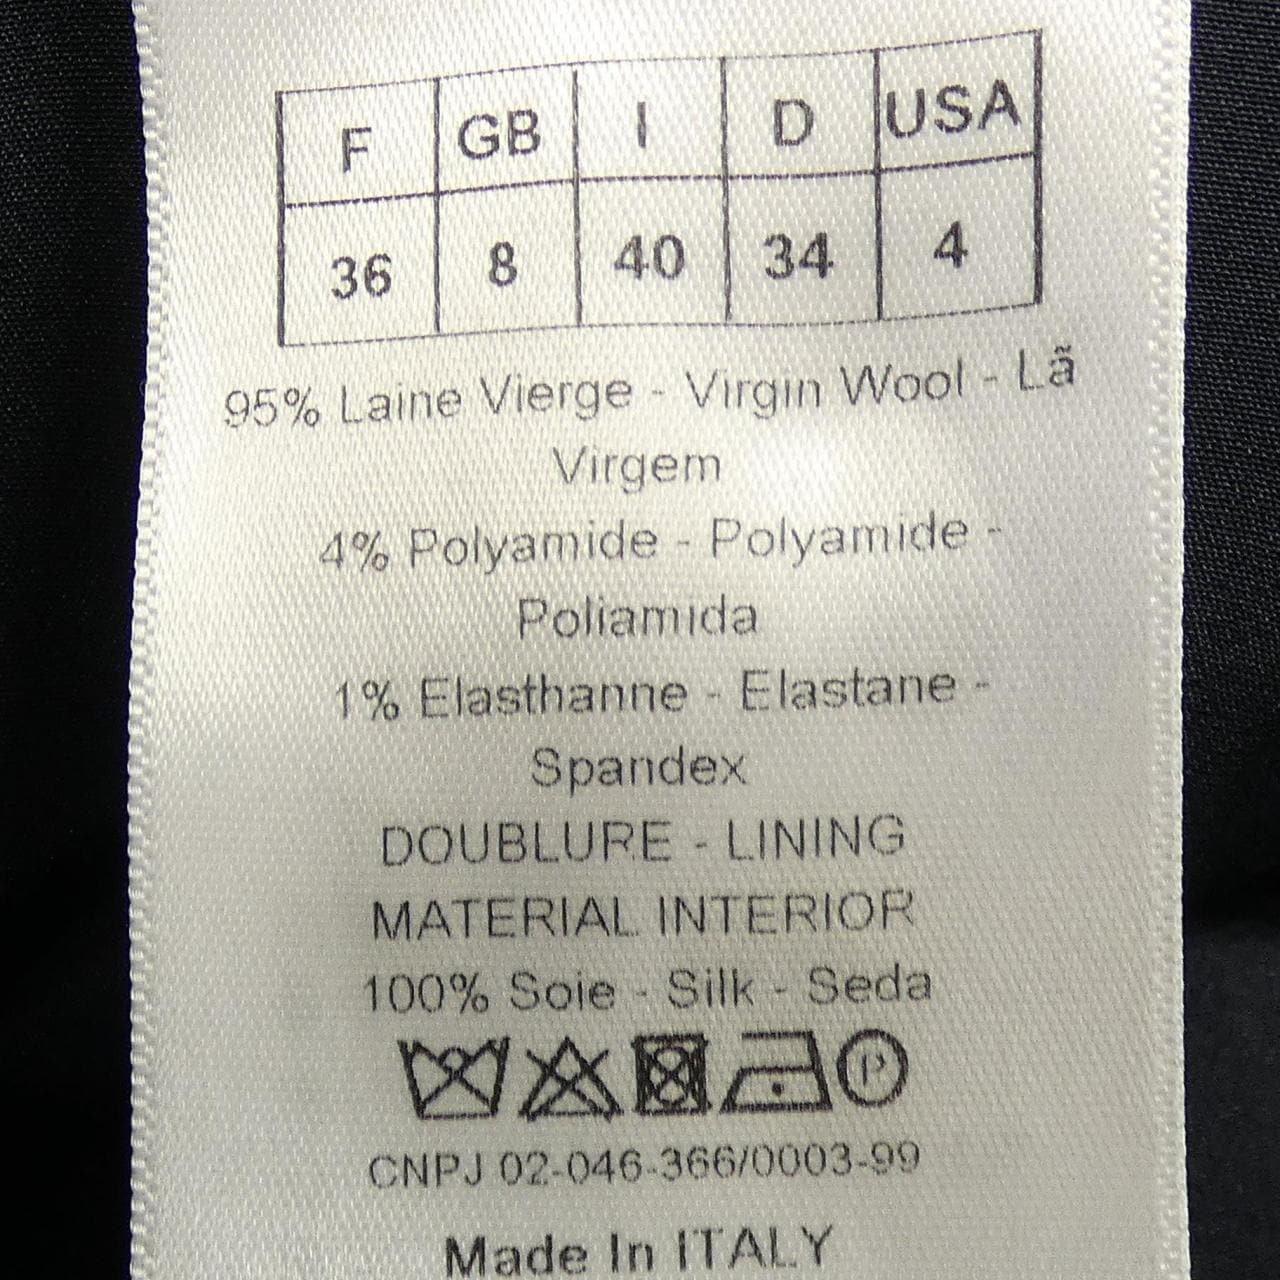 F GB I D USA
36 8 40 34 4
95% Laine Vierge - Virgin Wool - Lã
Virgem
4% Polyamide - Polyamide -
Poliamida
1% Elasthanne - Elastane -
Spandex
DOUBLURE - LINING
MATERIAL INTERIOR
100% Soie - Silk - Seda
P
CNPJ 02-046-366/0003-99
Made In ITALY